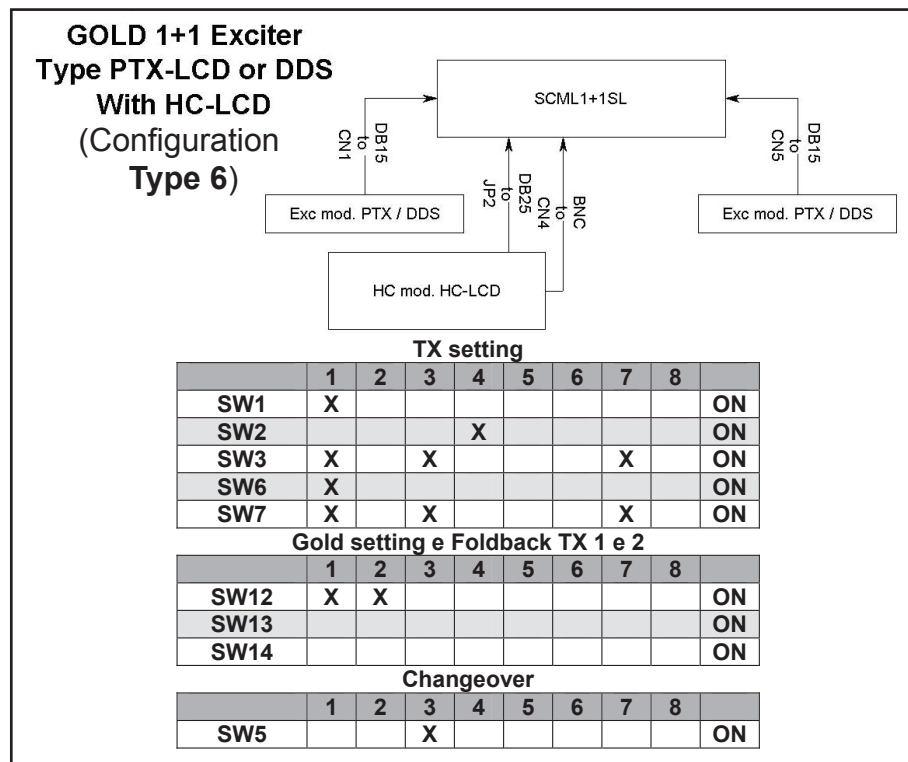 GOLD 1+1 Exciter
Type PTX-LCD or DDS
With HC-LCD
(Configuration
Type 6)
SCML1+1SL
DB15
to
CN1
DB25
to
JP2
BNC
to
CN4
DB15
to
CN5
Exc mod. PTX / DDS
Exc mod. PTX / DDS
HC mod. HC-LCD
TX setting
1 2 3 4 5 6 7 8
SW1 X ON
SW2 X ON
SW3 X X X ON
SW6 X ON
SW7 X X X ON
Gold setting e Foldback TX 1 e 2
1 2 3 4 5 6 7 8
SW12 X X ON
SW13 ON
SW14 ON
Changeover
1 2 3 4 5 6 7 8
SW5 X ON